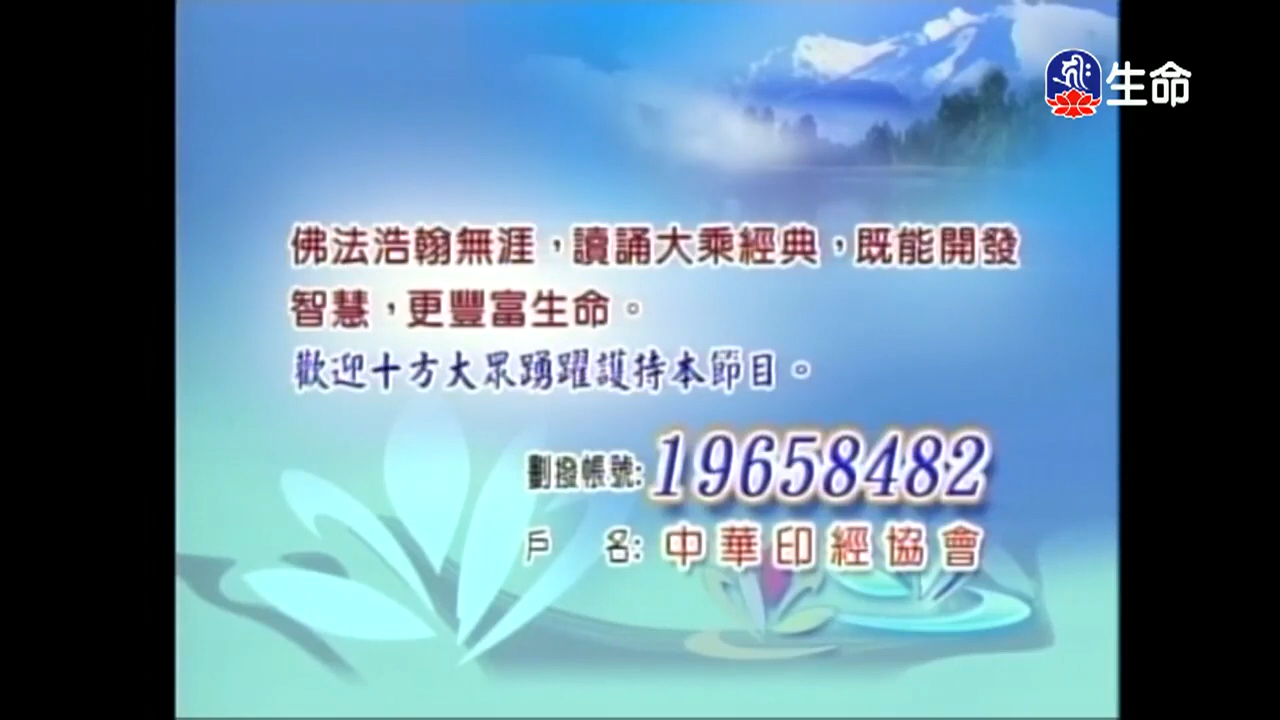 生命
佛法浩翰無涯，讀誦大乘經典，既能開發
智慧，更豐富生命。
歡迎十方大眾踴躍護持本節目。
劃撥帳號:19658482
戶 名:中華印經協會